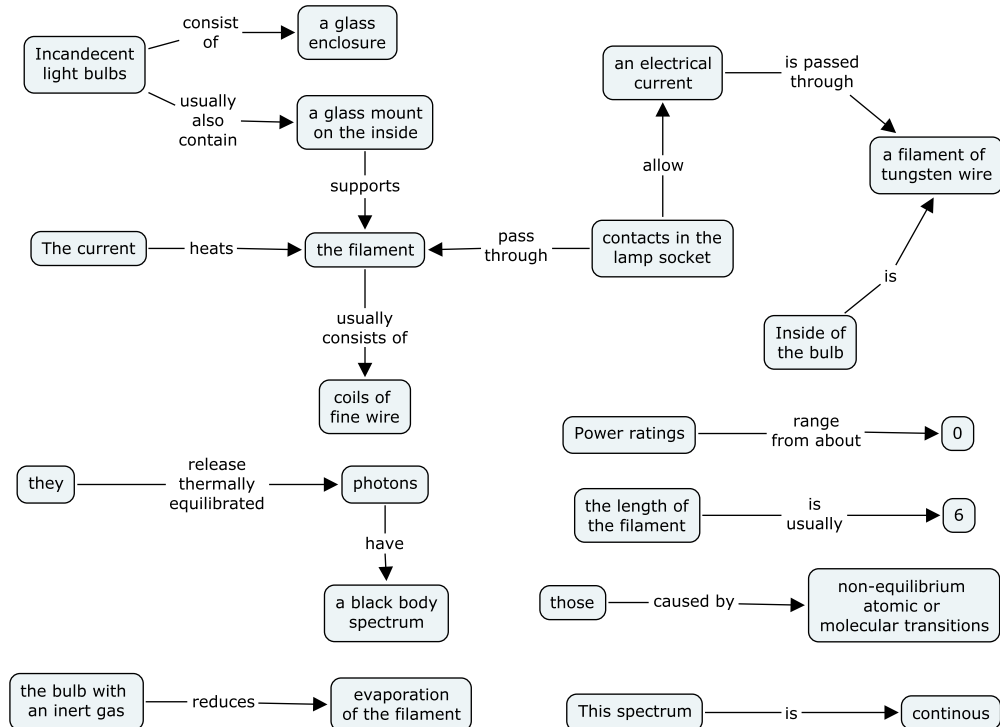 Incandecent
light bulbs
consist
of
a glass
enclosure
usually
also
contain
a glass mount
on the inside
supports
The current
heats
the filament
pass
through
contacts in the
lamp socket
allow
an electrical
current
is passed
through
a filament of
tungsten wire
is
Inside of
the bulb
usually
consists of
coils of
fine wire
Power ratings
range
from about
0
they
release
thermally
equilibrated
photons
have
a black body
spectrum
the length of
the filament
is
usually
6
those
caused by
non-equilibrium
atomic or
molecular transitions
the bulb with
an inert gas
reduces
evaporation
of the filament
This spectrum
is
continous